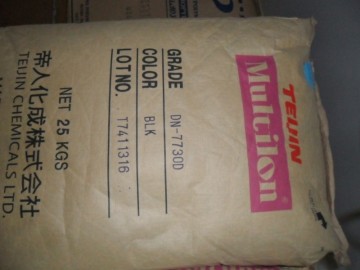 TEIJIN
Multilon
GRADE DN-7730D
COLOR BLK
LOT NO. T7411316
NET 25 KGS
帝人化成株式会社
TEIJIN CHEMICALS LTD.